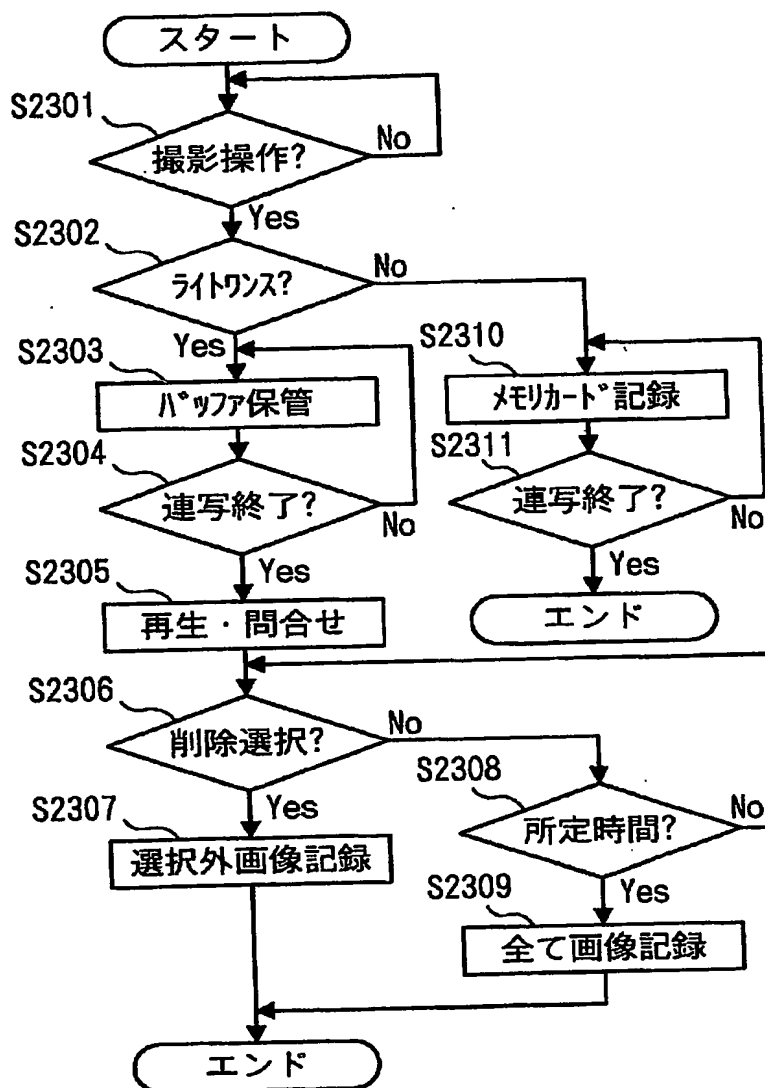 スタート
S2301
撮影操作?
No
Yes
S2302
ライトワンス?
No
Yes
S2303
バッファ保管
S2310
メモリカード記録
S2304
連写終了?
No
Yes
S2311
連写終了?
No
Yes
エンド
S2305
再生・問合せ
S2306
削除選択?
No
Yes
S2308
所定時間?
No
Yes
S2307
選択外画像記録
S2309
全て画像記録
エンド